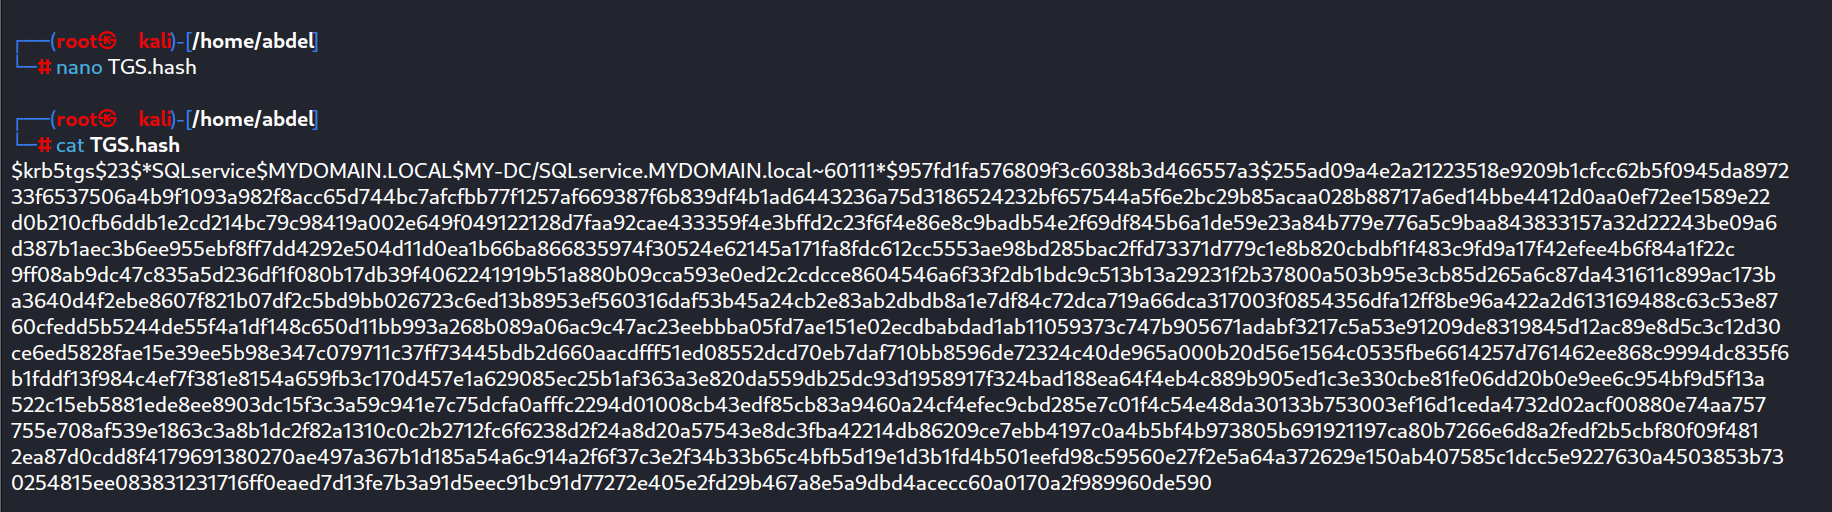 ┌──(root㉿kali)-[/home/abdel]
└─# nano TGS.hash
┌──(root㉿kali)-[/home/abdel]
└─# cat TGS.hash
$krb5tgs$23$*SQLservice$MYDOMAIN.LOCAL$MY-DC/SQLservice.MYDOMAIN.local~60111*$957fd1fa576809f3c6038b3d466557a3$255ad09a4e2a21223518e9209b1cfcc62b5f0945da8972
33f6537506a4b9f1093a982f8acc65d744bc7afcfbb77f1257af669387f6b839df4b1ad6443236a75d3186524232bf657544a5f6e2bc29b85acaa028b88717a6ed14bbe4412d0aa0ef72ee1589e22
d0b210cfb6ddb1e2cd214bc79c98419a002e649f049122128d7faa92cae433359f4e3bffd2c23f6f4e86e8c9badb54e2f69df845b6a1de59e23a84b779e776a5c9baa843833157a32d22243be09a6
d387b1aec3b6ee955ebf8ff7dd4292e504d11d0ea1b66ba866835974f30524e62145a171fa8fdc612cc5553ae98bd285bac2ffd73371d779c1e8b820cbdbf1f483c9fd9a17f42efee4b6f84a1f22c
9ff08ab9dc47c835a5d236df1f080b17db39f4062241919b51a880b09cca593e0ed2c2cdcce8604546a6f33f2db1bdc9c513b13a29231f2b37800a503b95e3cb85d265a6c87da431611c899ac173b
a3640d4f2ebe8607f821b07df2c5bd9bb026723c6ed13b8953ef560316daf53b45a24cb2e83ab2dbdb8a1e7df84c72dca719a66dca317003f0854356dfa12ff8be96a422a2d613169488c63c53e87
60cfedd5b5244de55f4a1df148c650d11bb993a268b089a06ac9c47ac23eebbba05fd7ae151e02ecdbabdad1ab11059373c747b905671adabf3217c5a53e91209de8319845d12ac89e8d5c3c12d30
ce6ed5828fae15e39ee5b98e347c079711c37ff73445bdb2d660aacdfff51ed08552dcd70eb7daf710bb8596de72324c40de965a000b20d56e1564c0535fbe6614257d761462ee868c9994dc835f6
b1fddf13f984c4ef7f381e8154a659fb3c170d457e1a629085ec25b1af363a3e820da559db25dc93d1958917f324bad188ea64f4eb4c889b905ed1c3e330cbe81fe06dd20b0e9ee6c954bf9d5f13a
522c15eb5881ede8ee8903dc15f3c3a59c941e7c75dcfa0afffc2294d01008cb43edf85cb83a9460a24cf4efec9cbd285e7c01f4c54e48da30133b753003ef16d1ceda4732d02acf00880e74aa757
755e708af539e1863c3a8b1dc2f82a1310c0c2b2712fc6f6238d2f24a8d20a57543e8dc3fba42214db86209ce7ebb4197c0a4b5bf4b973805b691921197ca80b7266e6d8a2fedf2b5cbf80f09f481
2ea87d0cdd8f4179691380270ae497a367b1d185a54a6c914a2f6f37c3e2f34b33b65c4bfb5d19e1d3b1fd4b501eefd98c59560e27f2e5a64a372629e150ab407585c1dcc5e9227630a4503853b73
0254815ee083831231716ff0eaed7d13fe7b3a91d5eec91bc91d77272e405e2fd29b467a8e5a9dbd4acecc60a0170a2f989960de590